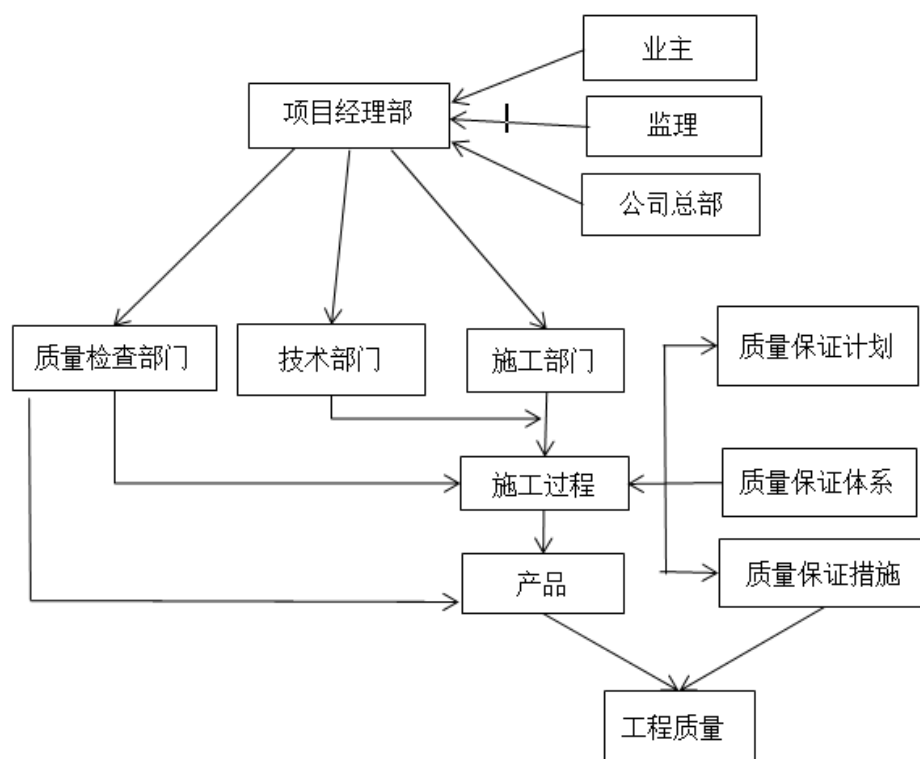 业主
项目经理部
监理
公司总部
质量检查部门
技术部门
施工部门
质量保证计划
施工过程
质量保证体系
产品
质量保证措施
工程质量